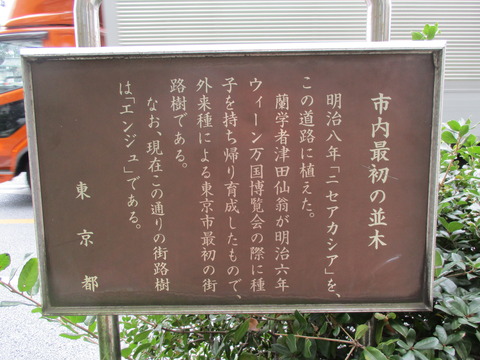 市内最初の並木
明治八年「ニセアカシア」を、
この道路に植えた。
蘭学者津田仙翁が明治六年
ウィーン万国博覧会の際に種
子を持ち帰り育成したもので、
外来種による東京市最初の街
路樹である。
なお、現在この通りの街路樹
は「エンジュ」である。
東京都